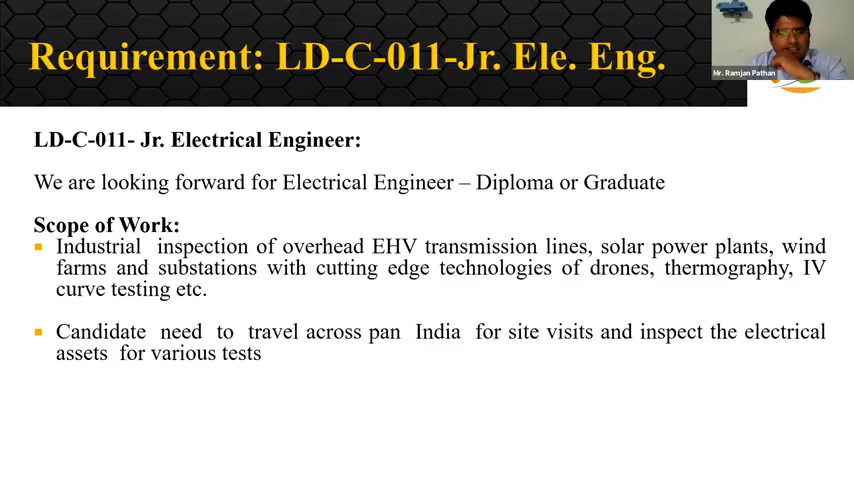 Requirement: LD-C-011-Jr. Ele. Eng.
Mr. Ramjan Pathan
LD-C-011- Jr. Electrical Engineer:
We are looking forward for Electrical Engineer – Diploma or Graduate
Scope of Work:
Industrial inspection of overhead EHV transmission lines, solar power plants, wind
farms and substations with cutting edge technologies of drones, thermography, IV
curve testing etc.
Candidate need to travel across pan India for site visits and inspect the electrical
assets for various tests